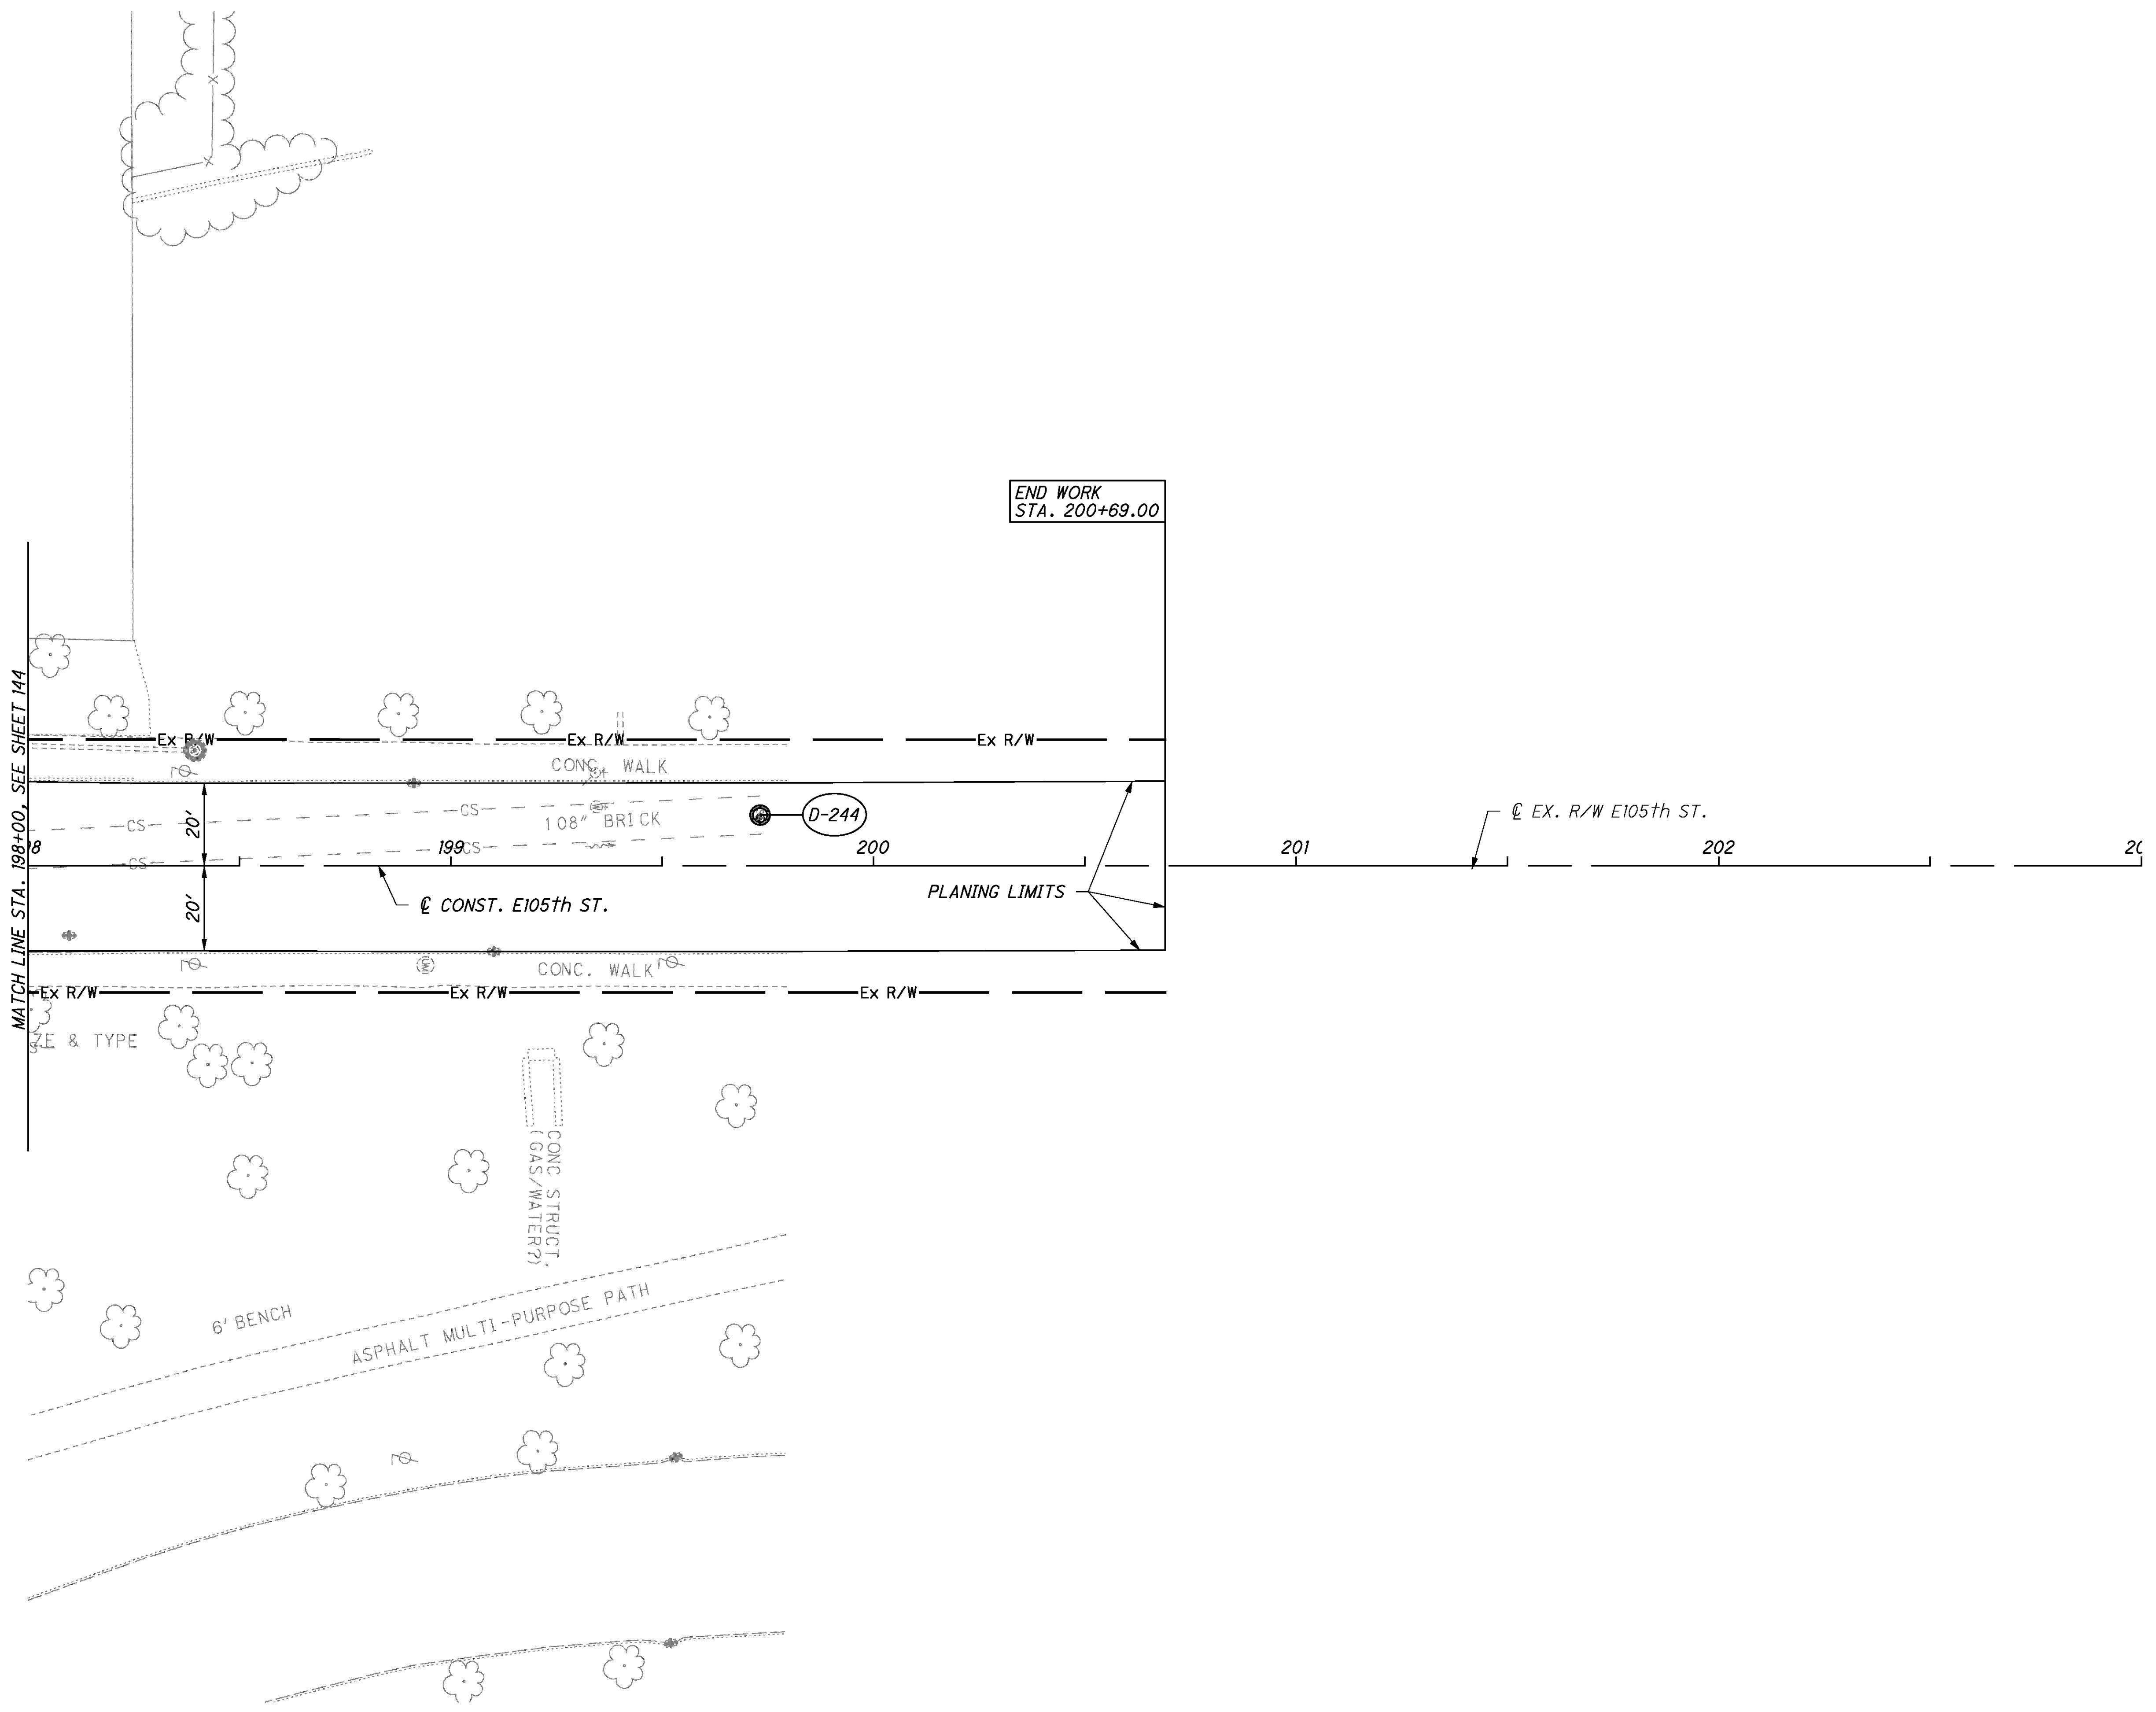 END WORK
STA. 200+69.00
MATCH LINE STA. 198+00, SEE SHEET 144
Ex R/W
Ex R/W
Ex R/W
CONC. WALK
CS
CS
108" BRICK
D-244
20'
℄ EX. R/W E105th ST.
CS
CS
199
200
201
202
20'
℄ CONST. E105th ST.
PLANING LIMITS
CONC. WALK
Ex R/W
Ex R/W
Ex R/W
ZE & TYPE
CONC STRUCT.
(GAS/WATER?)
6' BENCH
ASPHALT MULTI-PURPOSE PATH